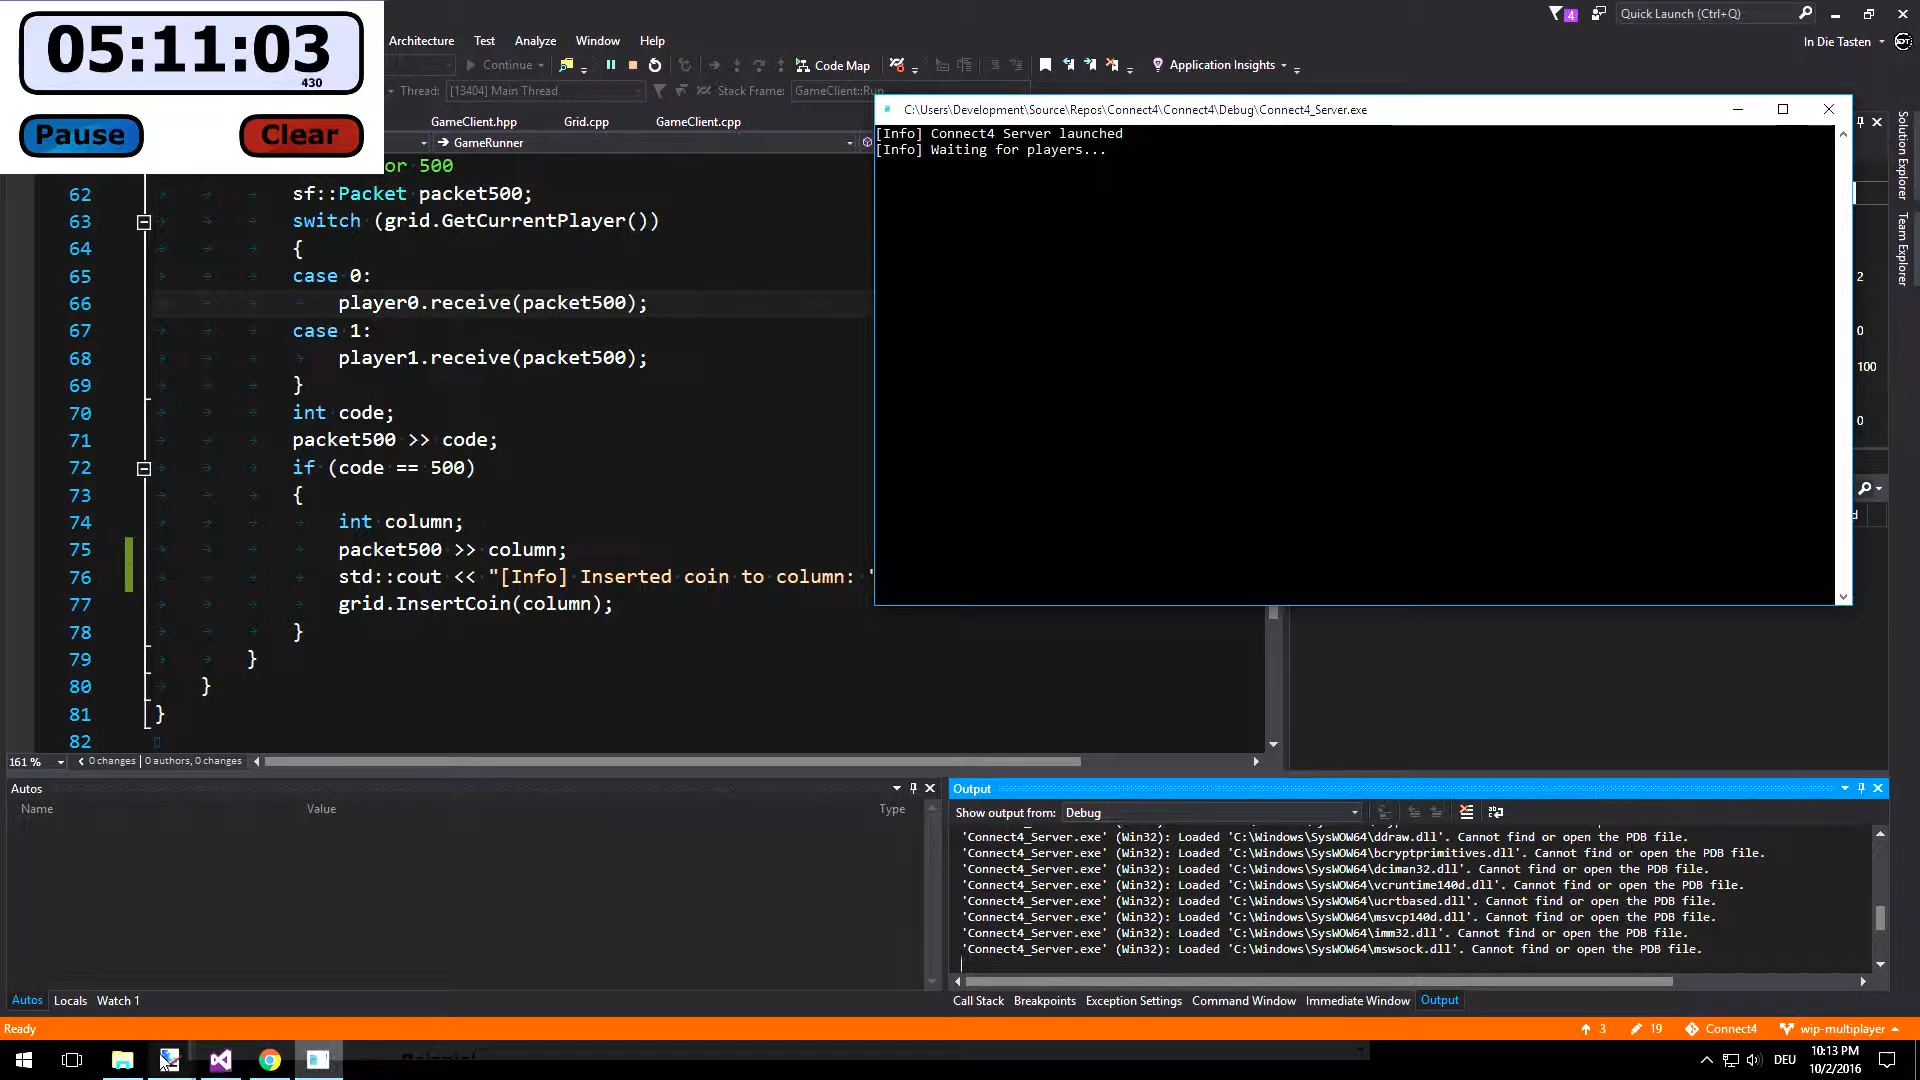 05:11:03
430
Pause
Clear
Architecture Test Analyze Window Help
Quick Launch (Ctrl+Q)
4
In Die Tasten
Continue
Code Map
Application Insights
Thread: [13404] Main Thread
Stack Frame: GameClient::Run
GameClient.hpp Grid.cpp GameClient.cpp
GameRunner
or 500
62 sf::Packet packet500;
63 switch (grid.GetCurrentPlayer())
64 {
65 case 0:
66 player0.receive(packet500);
67 case 1:
68 player1.receive(packet500);
69 }
70 int code;
71 packet500 >> code;
72 if (code == 500)
73 {
74 int column;
75 packet500 >> column;
76 std::cout << "[Info] Inserted coin to column: "
77 grid.InsertCoin(column);
78 }
79 }
80 }
81 }
82
C:\Users\Development\Source\Repos\Connect4\Connect4\Debug\Connect4_Server.exe
[Info] Connect4 Server launched
[Info] Waiting for players...
Solution Explorer
Team Explorer
2
0
100
0
161 % 0 changes | 0 authors, 0 changes
Autos
Name Value Type
Autos Locals Watch 1
Output
Show output from: Debug
'Connect4_Server.exe' (Win32): Loaded 'C:\Windows\SysWOW64\ddraw.dll'. Cannot find or open the PDB file.
'Connect4_Server.exe' (Win32): Loaded 'C:\Windows\SysWOW64\bcryptprimitives.dll'. Cannot find or open the PDB file.
'Connect4_Server.exe' (Win32): Loaded 'C:\Windows\SysWOW64\dciman32.dll'. Cannot find or open the PDB file.
'Connect4_Server.exe' (Win32): Loaded 'C:\Windows\SysWOW64\vcruntime140d.dll'. Cannot find or open the PDB file.
'Connect4_Server.exe' (Win32): Loaded 'C:\Windows\SysWOW64\ucrtbased.dll'. Cannot find or open the PDB file.
'Connect4_Server.exe' (Win32): Loaded 'C:\Windows\SysWOW64\msvcp140d.dll'. Cannot find or open the PDB file.
'Connect4_Server.exe' (Win32): Loaded 'C:\Windows\SysWOW64\imm32.dll'. Cannot find or open the PDB file.
'Connect4_Server.exe' (Win32): Loaded 'C:\Windows\SysWOW64\mswsock.dll'. Cannot find or open the PDB file.
Call Stack Breakpoints Exception Settings Command Window Immediate Window Output
Ready
3 19 Connect4 wip-multiplayer
DEU
10:13 PM
10/2/2016